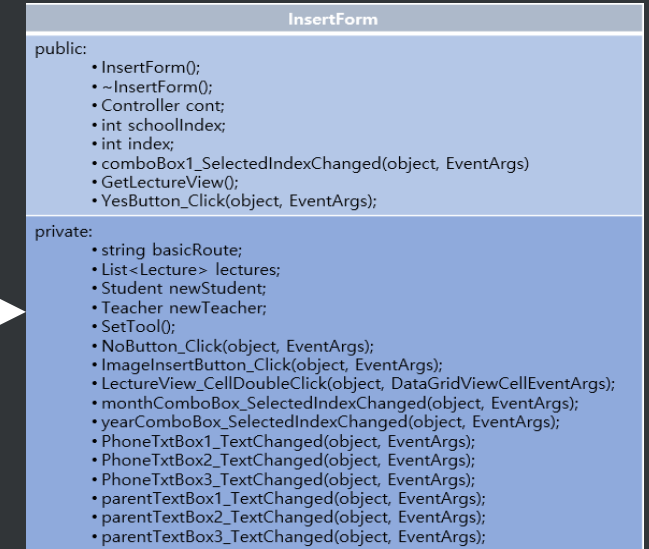 InsertForm
public:
• InsertForm();
• ~InsertForm();
• Controller cont;
• int schoolIndex;
• int index;
• comboBox1_SelectedIndexChanged(object, EventArgs)
• GetLectureView();
• YesButton_Click(object, EventArgs);
private:
• string basicRoute;
• List<Lecture> lectures;
• Student newStudent;
• Teacher newTeacher;
• SetTool();
• NoButton_Click(object, EventArgs);
• ImageInsertButton_Click(object, EventArgs);
• LectureView_CellDoubleClick(object, DataGridViewCellEventArgs);
• monthComboBox_SelectedIndexChanged(object, EventArgs);
• yearComboBox_SelectedIndexChanged(object, EventArgs);
• PhoneTxtBox1_TextChanged(object, EventArgs);
• PhoneTxtBox2_TextChanged(object, EventArgs);
• PhoneTxtBox3_TextChanged(object, EventArgs);
• parentTextBox1_TextChanged(object, EventArgs);
• parentTextBox2_TextChanged(object, EventArgs);
• parentTextBox3_TextChanged(object, EventArgs);